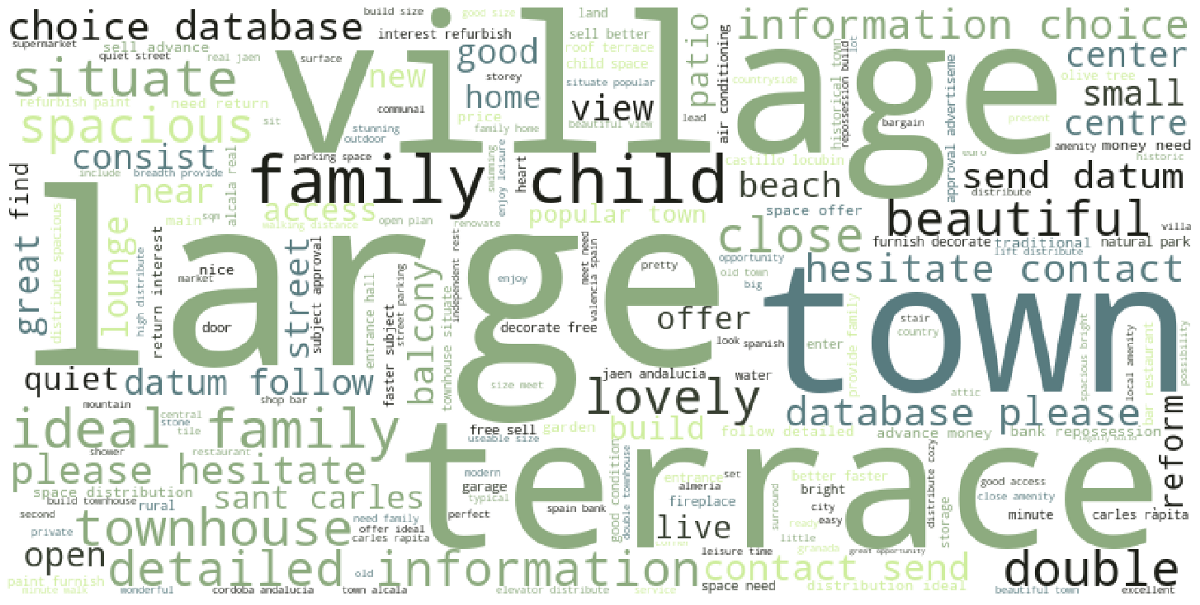 choice database
build size
good size
land
information choice
supermarket
sell advance
interest refurbish
sell better
quiet street
real jaen
surface
good
roof terrace
patio
center
situate
village
new
storey
child space
countryside
olive tree
home
situate popular
view
air conditioning
historical town
repossession build
lot
small
refurbish paint
need return
communal
price
lead
bargain
present
centre
spacious
sit
stunning
outdoor
family home
beautiful view
approval
amenity
money need
consist
parking space
swimming
enjoy leisure
heart
castillo locubin
euro
historic
include
breadth provide
alcala real
family child
beach
send datum
near
find
distribute spacious
main
sqm
access
walking distance
open plan
renovate
popular town
space offer
distribute
beautiful
villa
great
lounge
high distribute
return interest
large
nice
market
street
subject approval
entrance hall
independent rest
enjoy
meet need
valencia spain
pretty
close
opportunity
old town
big
furnish decorate
traditional
natural park
lift distribute
hesitate contact
door
faster subject
street parking
balcony
townhouse situate
decorate free
offer
look
spanish
town
enter
provide family
stair
country
spacious bright
local amenity
bar restaurant
possibility
quiet
datum follow
shop bar
size meet
jaen andalucia
water
lovely
attic
mountain
central
stone
tile
database please
reform
ideal family
free sell
useable size
garden
build
follow detailed
advance money
bank repossession
shower
restaurant
please hesitate
modern
garage
typical
terrace
good condition
double townhouse
entrance
set
almeria
fireplace
better faster
bright
city
easy
distribute cozy
good access
close amenity
space distribution
build townhouse
rural
sant carles
second
private
townhouse
need family
offer ideal
carles rapita
perfect
spain bank
live
surround
ready
little
storage
minute
carles ràpita
open
detailed information
leisure time
granada
great opportunity
contact send
double
paint furnish
minute walk
old
wonderful
cordoba andalucia
town alcala
elevator distribute
service
space need
distribution ideal
beautiful town
excellent